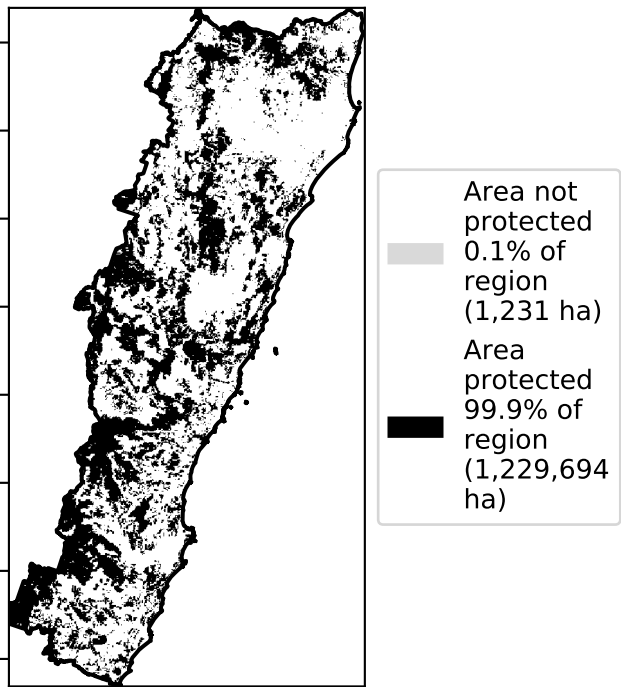 Area not
protected
0.1% of
region
(1,231 ha)
Area
protected
99.9% of
region
(1,229,694
ha)